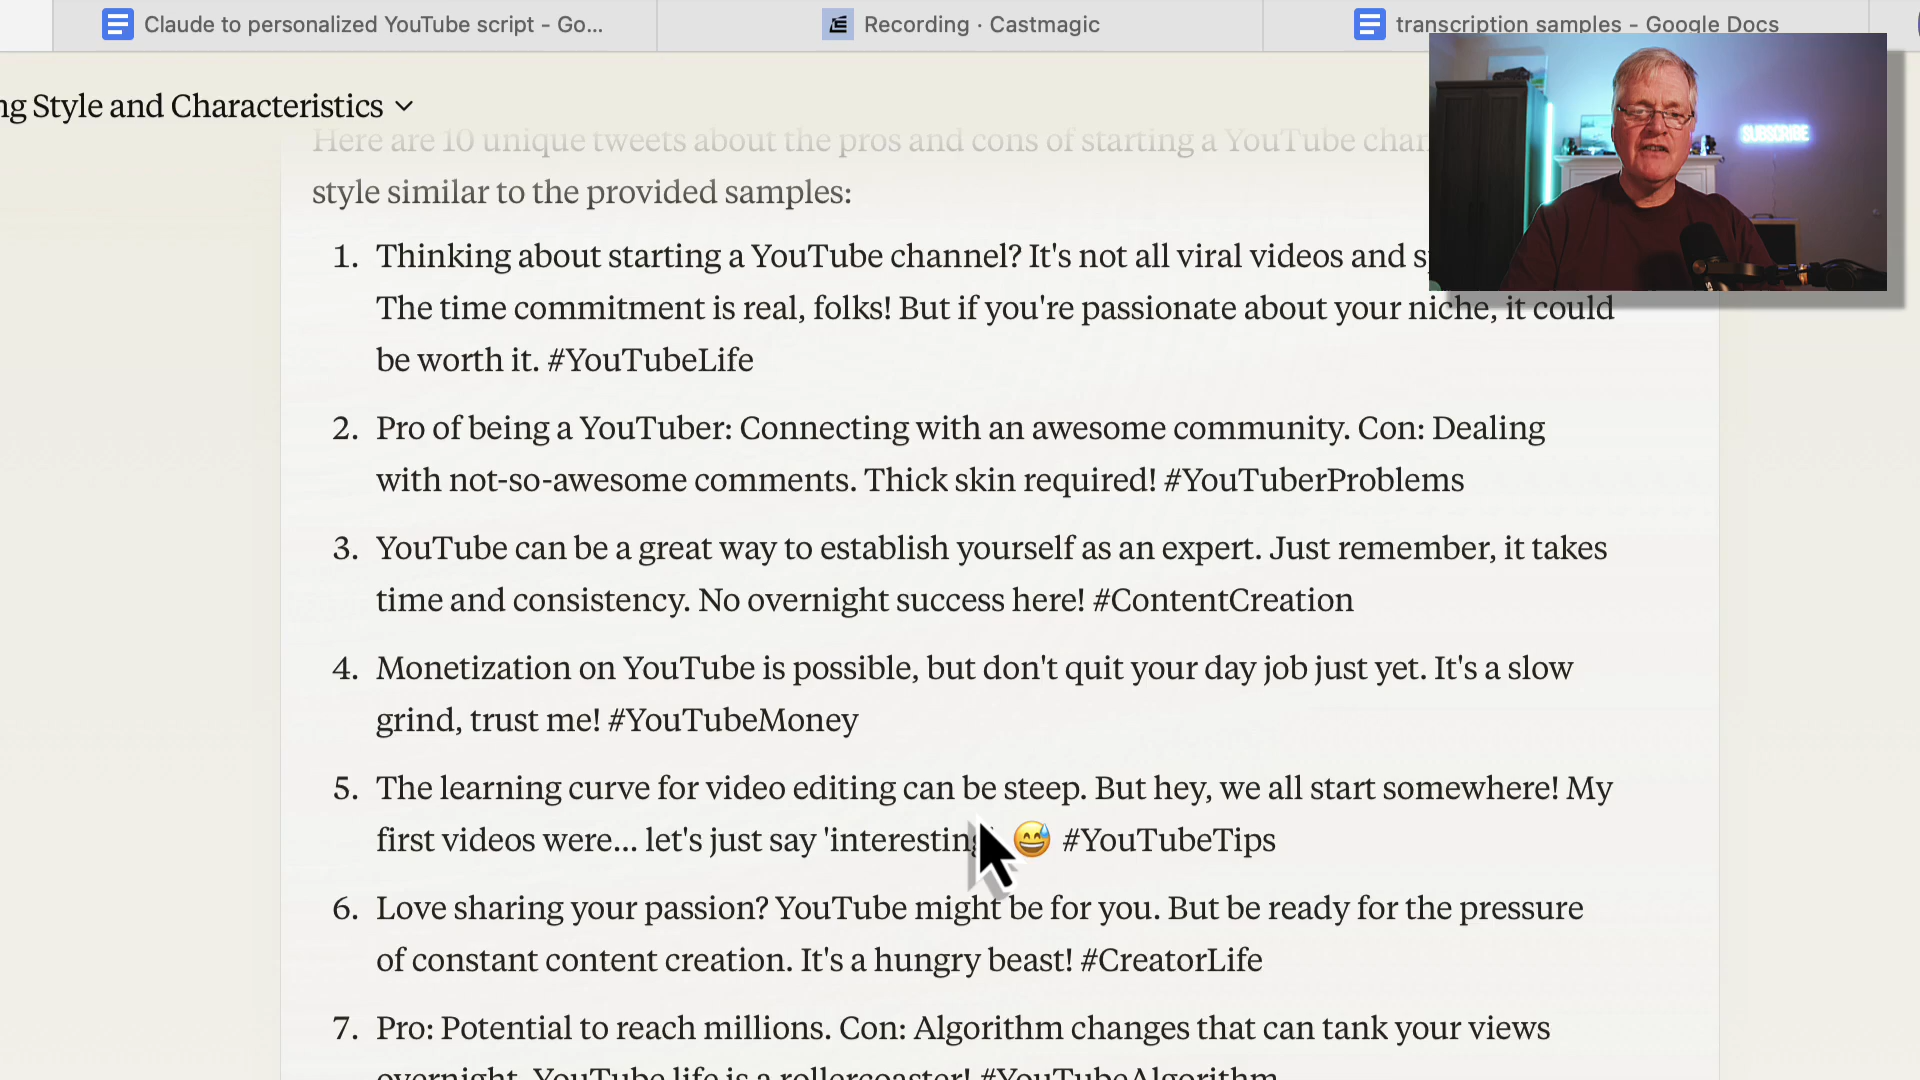 Claude to personalized YouTube script - Go...
Recording · Castmagic
transcription samples - Google Docs
ng Style and Characteristics
SUBSCRIBE
Here are 10 unique tweets about the pros and cons of starting a YouTube chan
style similar to the provided samples:
1. Thinking about starting a YouTube channel? It's not all viral videos and s
The time commitment is real, folks! But if you're passionate about your niche, it could
be worth it. #YouTubeLife
2. Pro of being a YouTuber: Connecting with an awesome community. Con: Dealing
with not-so-awesome comments. Thick skin required! #YouTuberProblems
3. YouTube can be a great way to establish yourself as an expert. Just remember, it takes
time and consistency. No overnight success here! #ContentCreation
4. Monetization on YouTube is possible, but don't quit your day job just yet. It's a slow
grind, trust me! #YouTubeMoney
5. The learning curve for video editing can be steep. But hey, we all start somewhere! My
first videos were... let's just say 'interesting' 😅 #YouTubeTips
6. Love sharing your passion? YouTube might be for you. But be ready for the pressure
of constant content creation. It's a hungry beast! #CreatorLife
7. Pro: Potential to reach millions. Con: Algorithm changes that can tank your views
overnight. YouTube life is a rollercoaster! #YouTubeAlgorithm